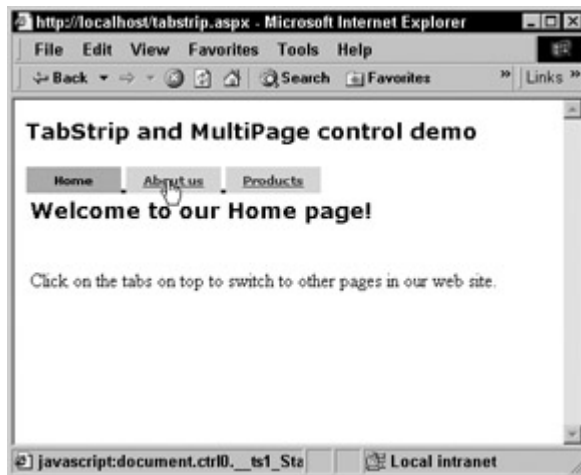 http://localhost/tabstrip.aspx - Microsoft Internet Explorer
File Edit View Favorites Tools Help
Back Search Favorites » Links »
TabStrip and MultiPage control demo
Home About us Products
Welcome to our Home page!
Click on the tabs on top to switch to other pages in our web site.
javascript:document.ctrl0.__ts1_Sta Local intranet